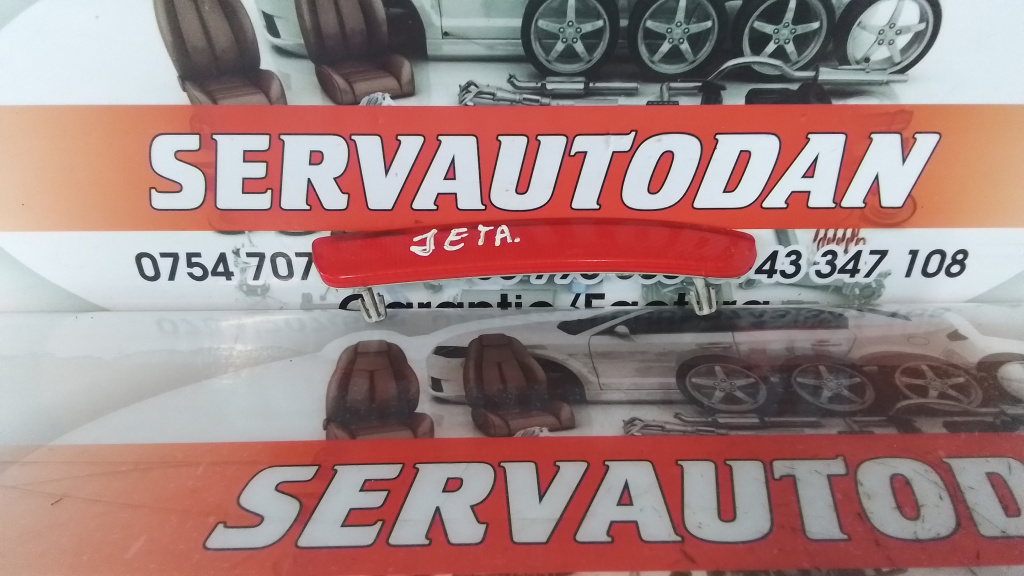 SERVAUTODAN
JETA.
0754 707 43 347 108
SERVAUTOD